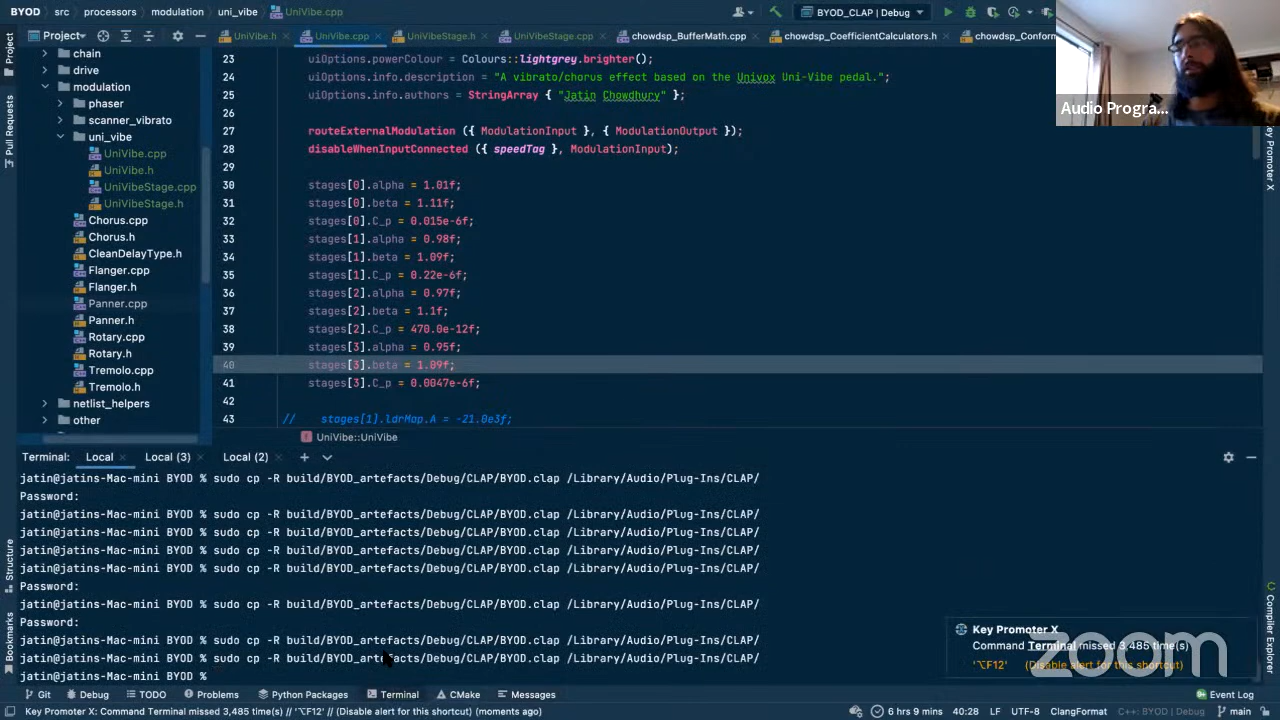 BYOD › src › processors › modulation › uni_vibe › UniVibe.cpp
BYOD_CLAP | Debug
Project
UniVibe.h
UniVibe.cpp
UniVibeStage.h
UniVibeStage.cpp
chowdsp_BufferMath.cpp
chowdsp_CoefficientCalculators.h
chowdsp_Conform
Project
Pull Requests
Structure
Bookmarks
chain
drive
modulation
phaser
scanner_vibrato
uni_vibe
UniVibe.cpp
UniVibe.h
UniVibeStage.cpp
UniVibeStage.h
Chorus.cpp
Chorus.h
CleanDelayType.h
Flanger.cpp
Flanger.h
Panner.cpp
Panner.h
Rotary.cpp
Rotary.h
Tremolo.cpp
Tremolo.h
netlist_helpers
other
23 uiOptions.powerColour = Colours::lightgrey.brighter();
24 uiOptions.info.description = "A vibrato/chorus effect based on the Univox Uni-Vibe pedal.";
25 uiOptions.info.authors = StringArray { "Jatin Chowdhury" };
26
27 routeExternalModulation ({ ModulationInput }, { ModulationOutput });
28 disableWhenInputConnected ({ speedTag }, ModulationInput);
29
30 stages[0].alpha = 1.01f;
31 stages[0].beta = 1.11f;
32 stages[0].C_p = 0.015e-6f;
33 stages[1].alpha = 0.98f;
34 stages[1].beta = 1.09f;
35 stages[1].C_p = 0.22e-6f;
36 stages[2].alpha = 0.97f;
37 stages[2].beta = 1.1f;
38 stages[2].C_p = 470.0e-12f;
39 stages[3].alpha = 0.95f;
40 stages[3].beta = 1.09f;
41 stages[3].C_p = 0.0047e-6f;
42
43 // stages[1].ldrMap.A = -21.0e3f;
UniVibe::UniVibe
Audio Progra...
Key Promoter X
Compiler Explorer
Terminal: Local Local (3) Local (2)
jatin@jatins-Mac-mini BYOD % sudo cp -R build/BYOD_artefacts/Debug/CLAP/BYOD.clap /Library/Audio/Plug-Ins/CLAP/
Password:
jatin@jatins-Mac-mini BYOD % sudo cp -R build/BYOD_artefacts/Debug/CLAP/BYOD.clap /Library/Audio/Plug-Ins/CLAP/
jatin@jatins-Mac-mini BYOD % sudo cp -R build/BYOD_artefacts/Debug/CLAP/BYOD.clap /Library/Audio/Plug-Ins/CLAP/
jatin@jatins-Mac-mini BYOD % sudo cp -R build/BYOD_artefacts/Debug/CLAP/BYOD.clap /Library/Audio/Plug-Ins/CLAP/
jatin@jatins-Mac-mini BYOD % sudo cp -R build/BYOD_artefacts/Debug/CLAP/BYOD.clap /Library/Audio/Plug-Ins/CLAP/
Password:
jatin@jatins-Mac-mini BYOD % sudo cp -R build/BYOD_artefacts/Debug/CLAP/BYOD.clap /Library/Audio/Plug-Ins/CLAP/
Password:
jatin@jatins-Mac-mini BYOD % sudo cp -R build/BYOD_artefacts/Debug/CLAP/BYOD.clap /Library/Audio/Plug-Ins/CLAP/
jatin@jatins-Mac-mini BYOD % sudo cp -R build/BYOD_artefacts/Debug/CLAP/BYOD.clap /Library/Audio/Plug-Ins/CLAP/
jatin@jatins-Mac-mini BYOD %
Key Promoter X
Command Terminal missed 3,485 time(s)
'⌥F12' (Disable alert for this shortcut)
zoom
Git Debug TODO Problems Python Packages Terminal CMake Messages Event Log
Key Promoter X: Command Terminal missed 3,485 time(s) // '⌥F12' // (Disable alert for this shortcut) (moments ago)
6 hrs 9 mins 40:28 LF UTF-8 ClangFormat C++: BYOD | Debug main